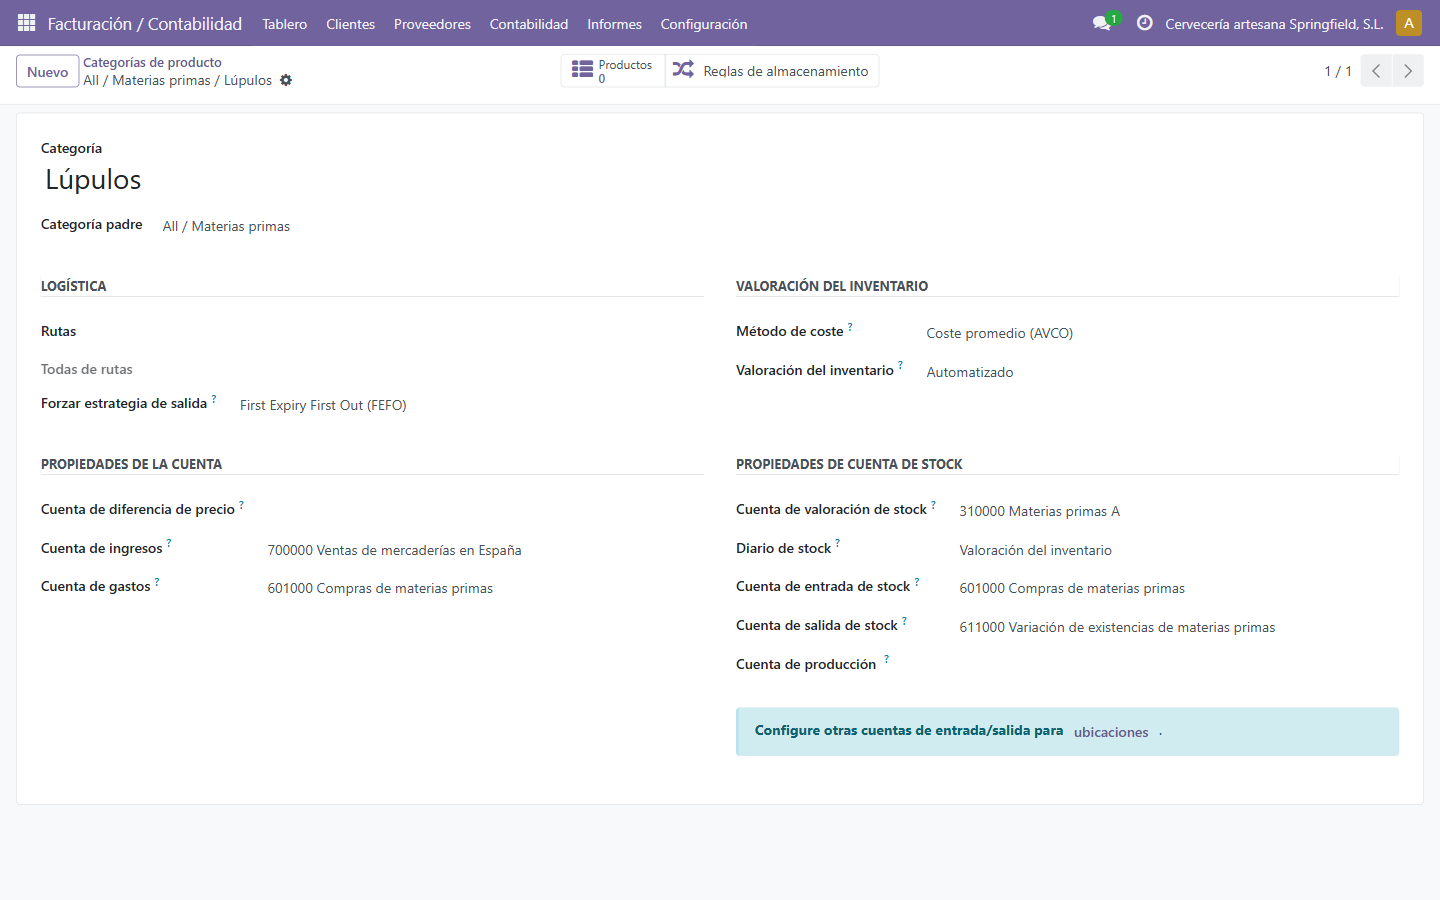 Facturación / Contabilidad
Tablero
Clientes
Proveedores
Contabilidad
Informes
Configuración
1
Cervecería artesana Springfield, S.L.
A
Nuevo
Categorías de producto
All / Materias primas / Lúpulos
Productos
0
Reglas de almacenamiento
1 / 1
Categoría
Lúpulos
Categoría padre
All / Materias primas
LOGÍSTICA
Rutas
Todas de rutas
Forzar estrategia de salida ?
First Expiry First Out (FEFO)
VALORACIÓN DEL INVENTARIO
Método de coste ?
Coste promedio (AVCO)
Valoración del inventario ?
Automatizado
PROPIEDADES DE LA CUENTA
Cuenta de diferencia de precio ?
Cuenta de ingresos ?
700000 Ventas de mercaderías en España
Cuenta de gastos ?
601000 Compras de materias primas
PROPIEDADES DE CUENTA DE STOCK
Cuenta de valoración de stock ?
310000 Materias primas A
Diario de stock ?
Valoración del inventario
Cuenta de entrada de stock ?
601000 Compras de materias primas
Cuenta de salida de stock ?
611000 Variación de existencias de materias primas
Cuenta de producción ?
Configure otras cuentas de entrada/salida para ubicaciones .